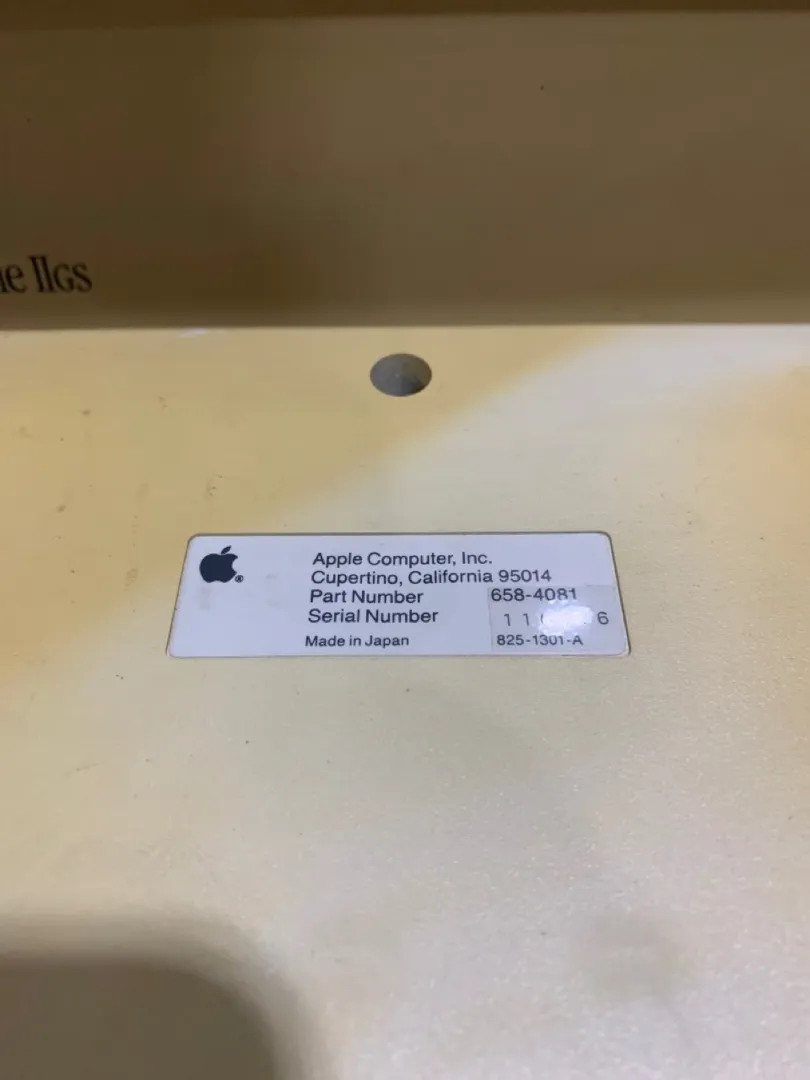 IIGS
Apple Computer, Inc.
Cupertino, California 95014
Part Number 658-4081
Serial Number
Made in Japan 825-1301-A